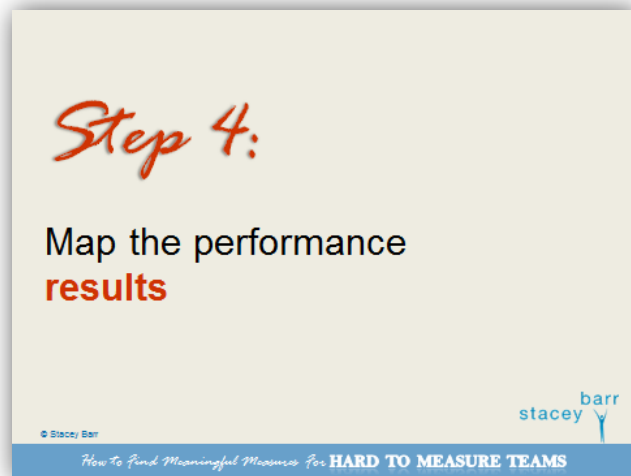 Step 4:
Map the performance
results
barr
stacey
© Stacey Barr
How to Find Meaningful Measures For HARD TO MEASURE TEAMS